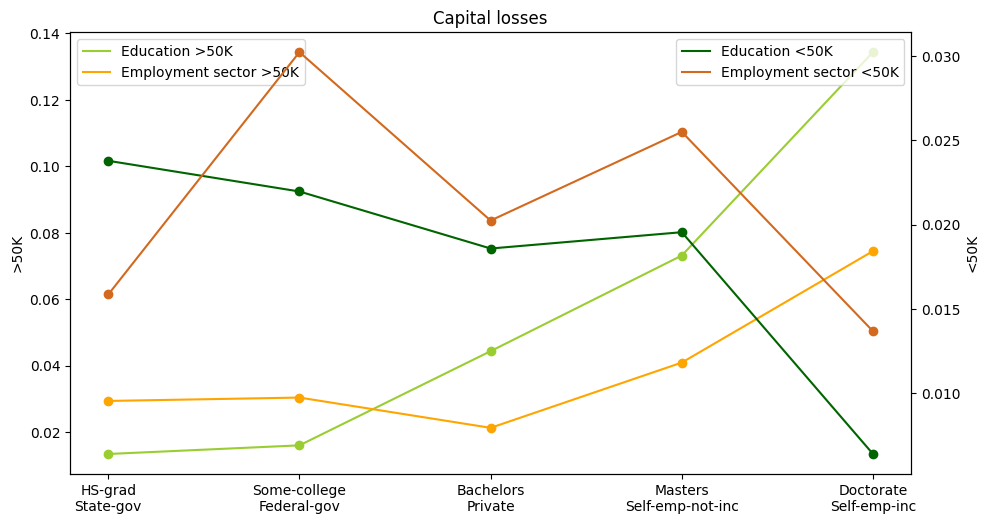 Capital losses
Education >50K
Employment sector >50K
Education <50K
Employment sector <50K
0.14
0.12
0.10
0.08
0.06
0.04
0.02
>50K
0.030
0.025
0.020
0.015
0.010
<50K
HS-grad
State-gov
Some-college
Federal-gov
Bachelors
Private
Masters
Self-emp-not-inc
Doctorate
Self-emp-inc